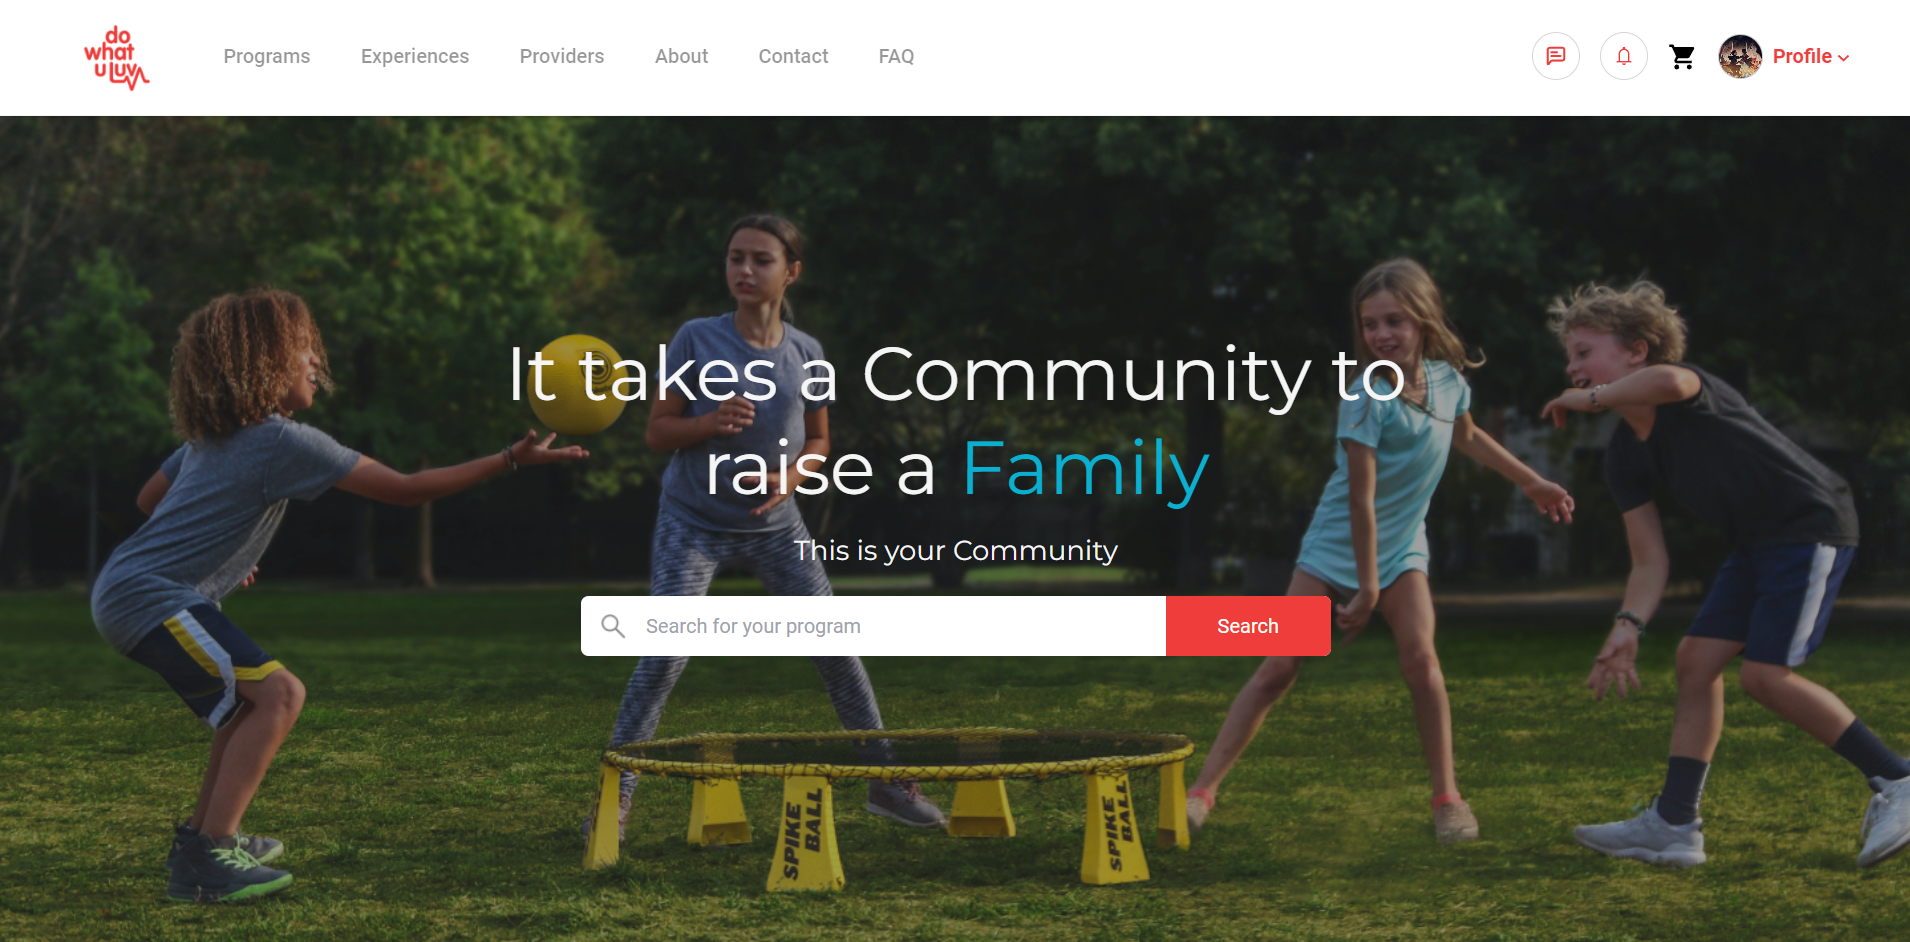 do
what
u Luv
Programs Experiences Providers About Contact FAQ
Profile
It takes a Community to
raise a Family
This is your Community
Search for your program
Search
SPIKE
BALL
SPIKE
BALL